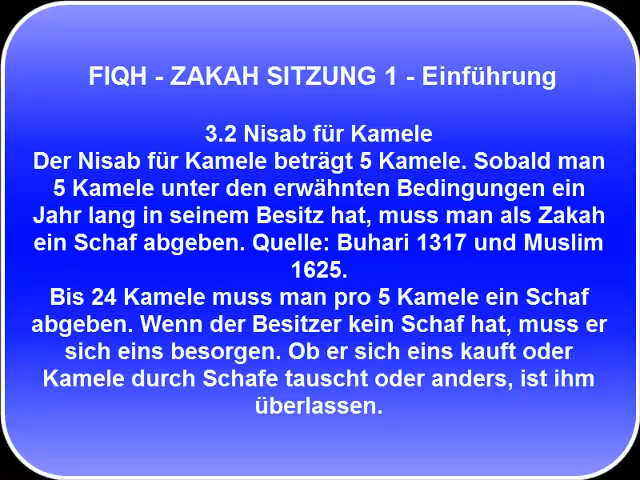 FIQH - ZAKAH SITZUNG 1 - Einführung
3.2 Nisab für Kamele
Der Nisab für Kamele beträgt 5 Kamele. Sobald man
5 Kamele unter den erwähnten Bedingungen ein
Jahr lang in seinem Besitz hat, muss man als Zakah
ein Schaf abgeben. Quelle: Buhari 1317 und Muslim
1625.
Bis 24 Kamele muss man pro 5 Kamele ein Schaf
abgeben. Wenn der Besitzer kein Schaf hat, muss er
sich eins besorgen. Ob er sich eins kauft oder
Kamele durch Schafe tauscht oder anders, ist ihm
überlassen.